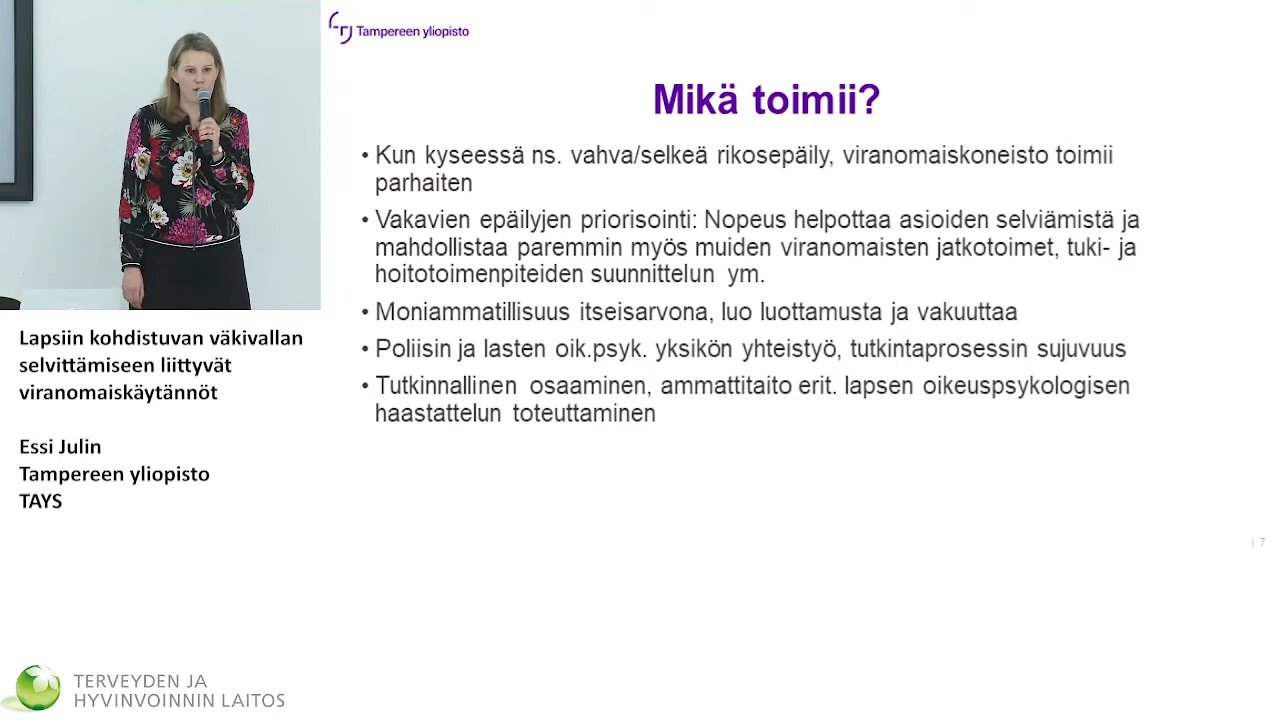 Tampereen yliopisto
Mikä toimii?
• Kun kyseessä ns. vahva/selkeä rikosepäily, viranomaiskoneisto toimii
parhaiten
• Vakavien epäilyjen priorisointi: Nopeus helpottaa asioiden selviämistä ja
mahdollistaa paremmin myös muiden viranomaisten jatkotoimet, tuki- ja
hoitotoimenpiteiden suunnittelun ym.
• Moniammatillisuus itseisarvona, luo luottamusta ja vakuuttaa
• Poliisin ja lasten oik.psyk. yksikön yhteistyö, tutkintaprosessin sujuvuus
• Tutkinnallinen osaaminen, ammattitaito erit. lapsen oikeuspsykologisen
haastattelun toteuttaminen
| 7
Lapsiin kohdistuvan väkivallan
selvittämiseen liittyvät
viranomaiskäytännöt
Essi Julin
Tampereen yliopisto
TAYS
TERVEYDEN JA
HYVINVOINNIN LAITOS